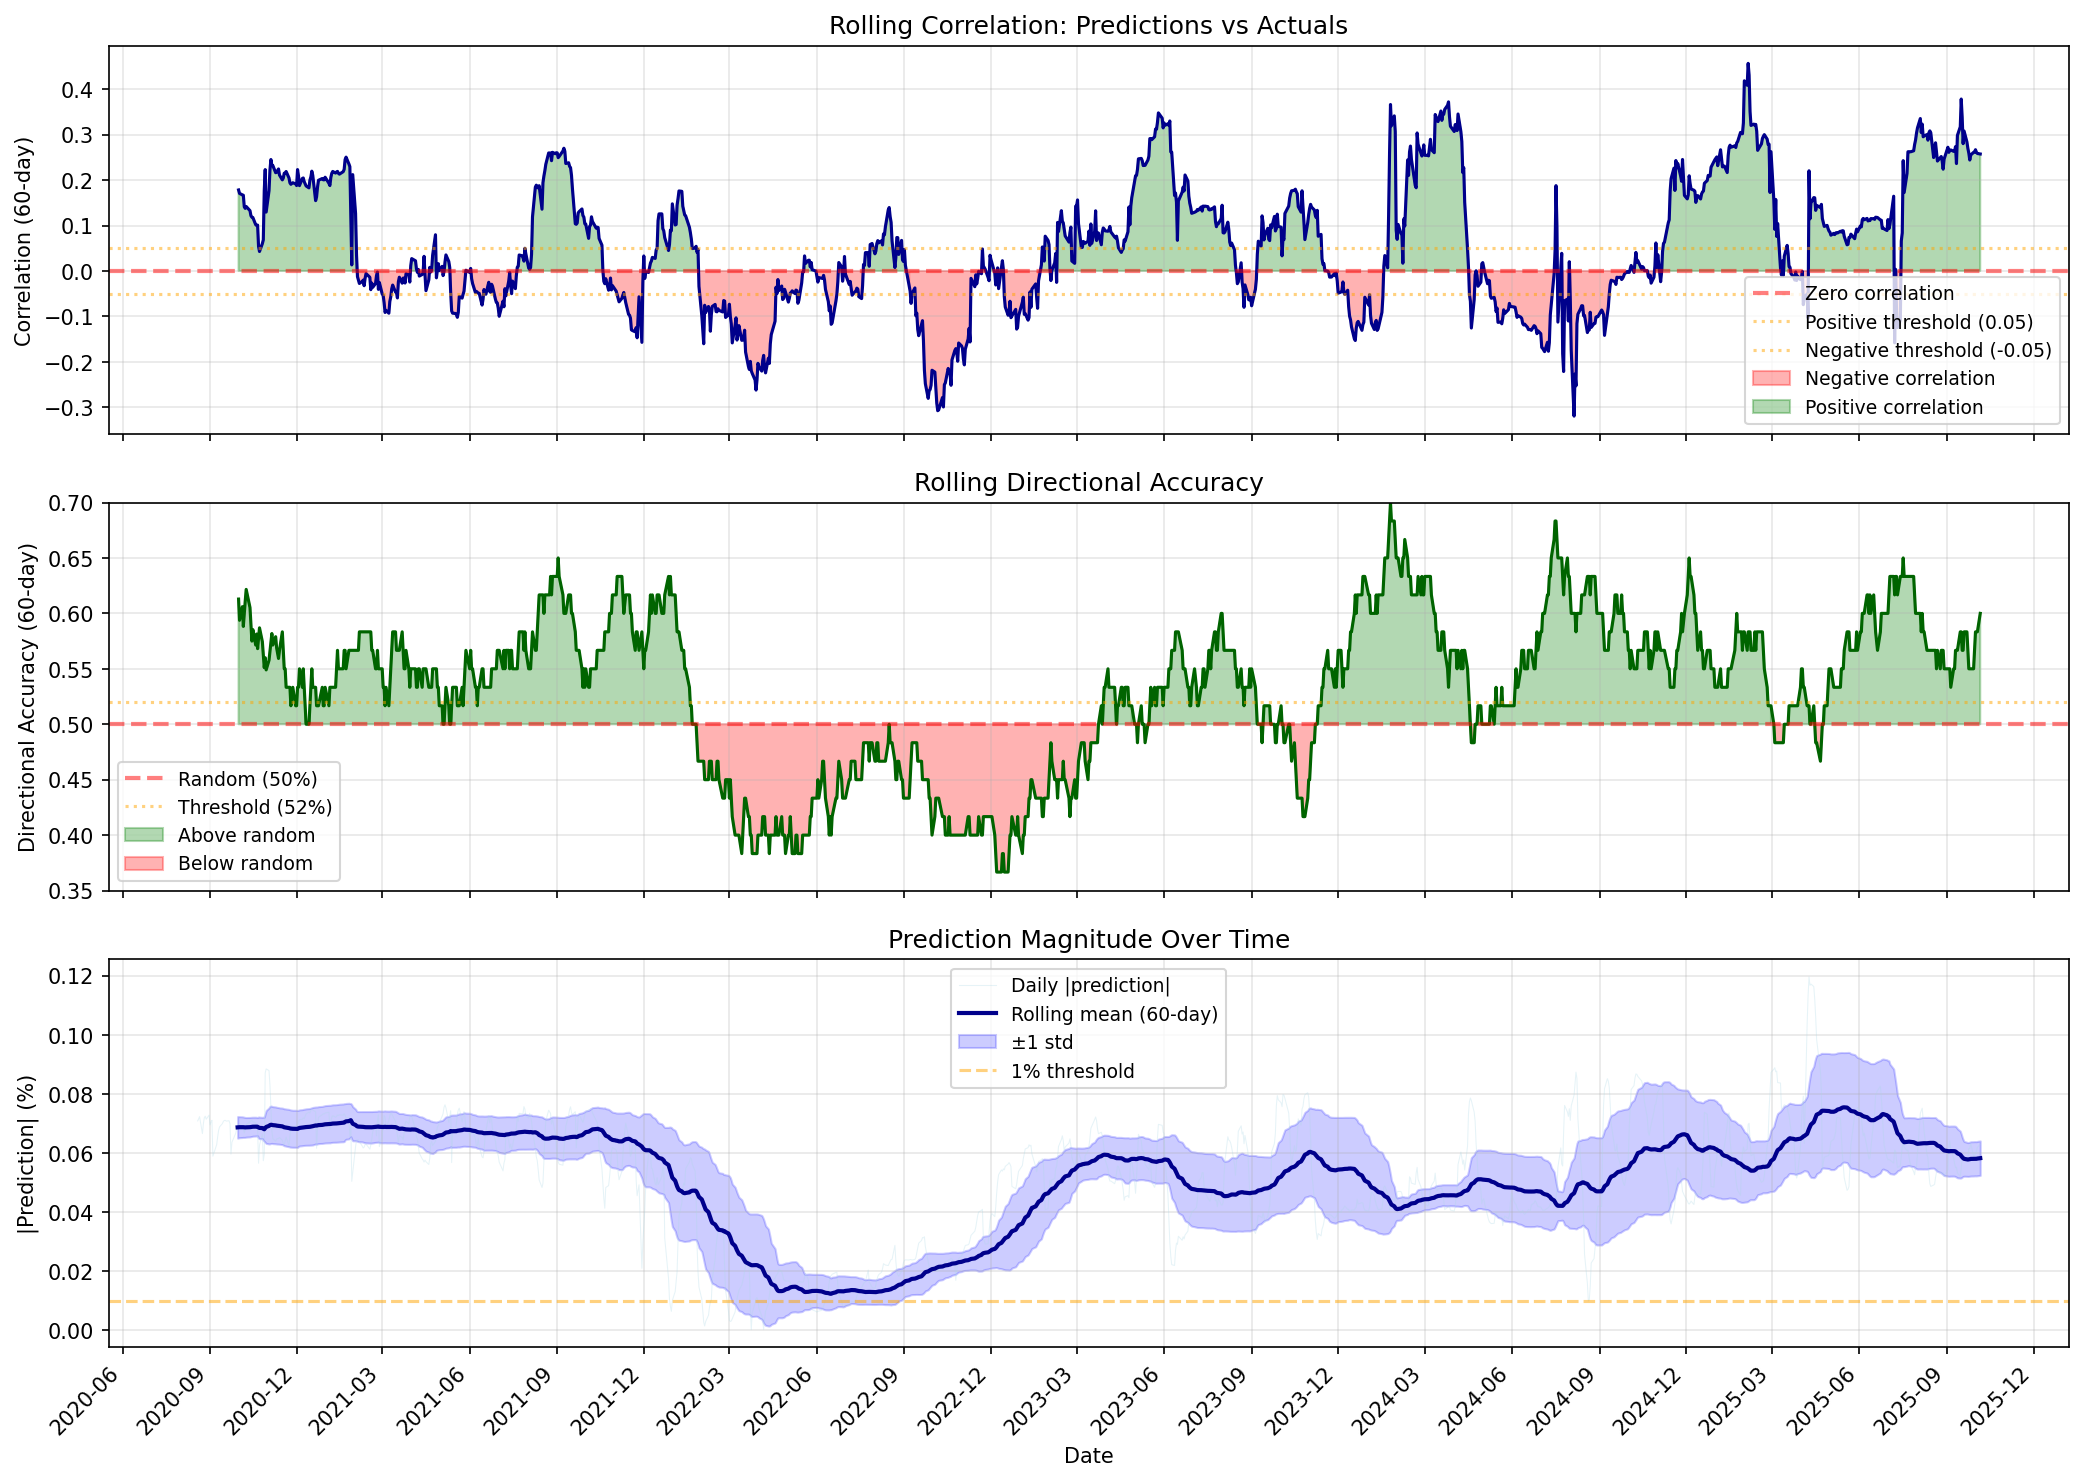 Rolling Correlation: Predictions vs Actuals
Correlation (60-day)
0.4
0.3
0.2
0.1
0.0
−0.1
−0.2
−0.3
Zero correlation
Positive threshold (0.05)
Negative threshold (-0.05)
Negative correlation
Positive correlation
Rolling Directional Accuracy
Directional Accuracy (60-day)
0.70
0.65
0.60
0.55
0.50
0.45
0.40
0.35
Random (50%)
Threshold (52%)
Above random
Below random
Prediction Magnitude Over Time
|Prediction| (%)
0.12
0.10
0.08
0.06
0.04
0.02
0.00
Daily |prediction|
Rolling mean (60-day)
±1 std
1% threshold
2020-06
2020-09
2020-12
2021-03
2021-06
2021-09
2021-12
2022-03
2022-06
2022-09
2022-12
2023-03
2023-06
2023-09
2023-12
2024-03
2024-06
2024-09
2024-12
2025-03
2025-06
2025-09
2025-12
Date